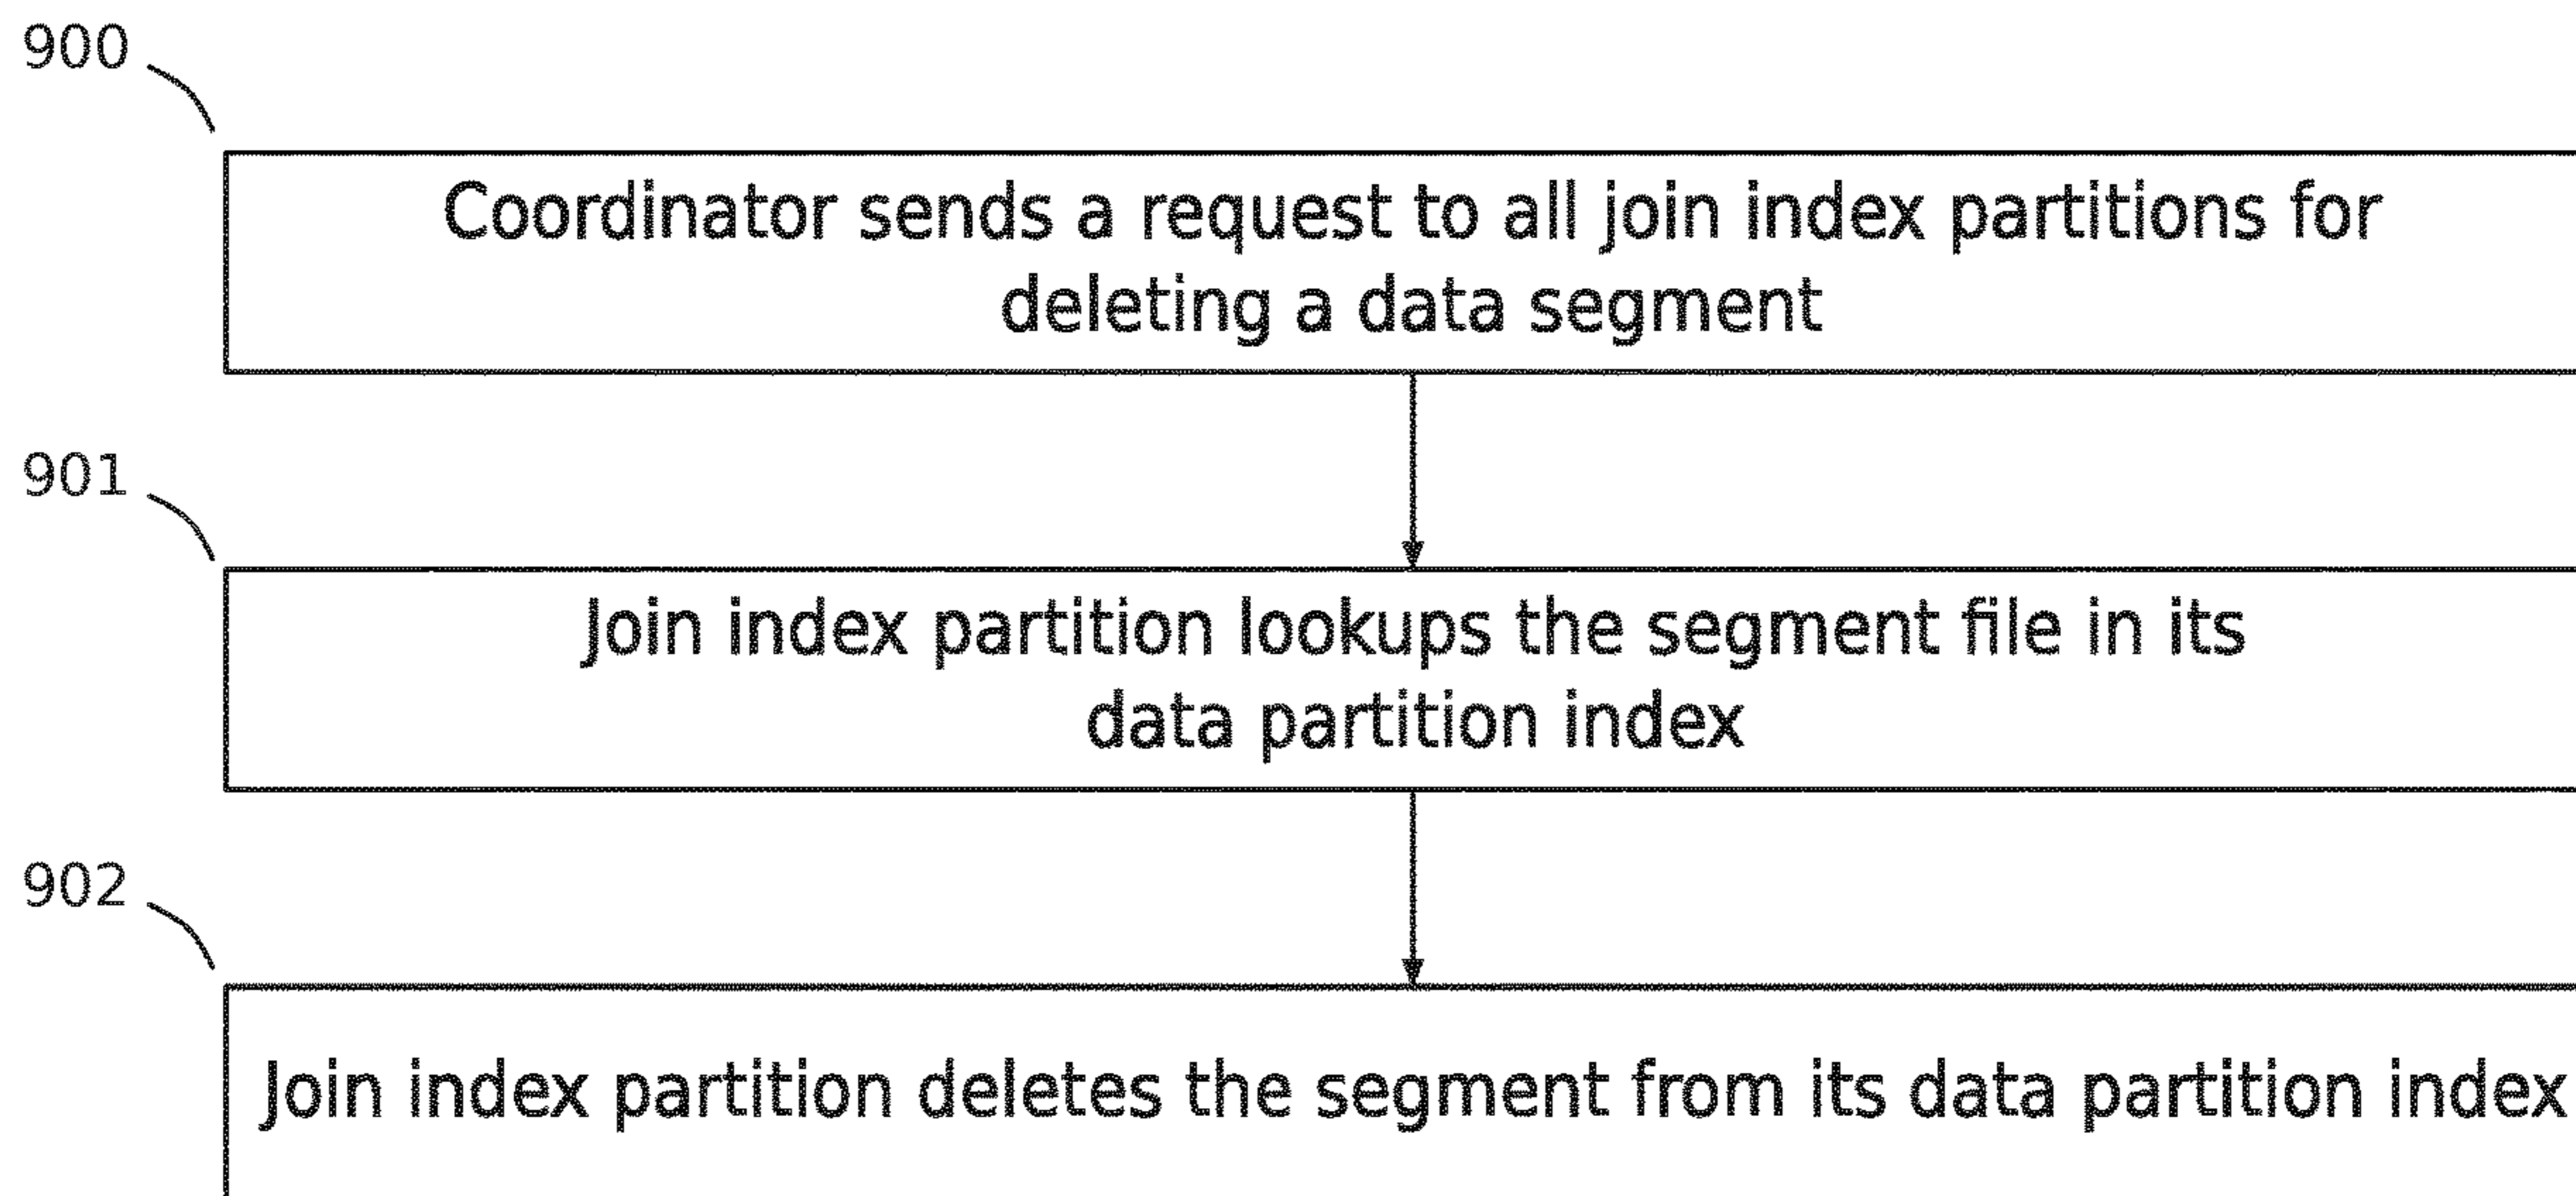 900
Coordinator sends a request to all join index partitions for
deleting a data segment
901
Join index partition lookups the segment file in its
data partition index
902
Join index partition deletes the segment from its data partition index